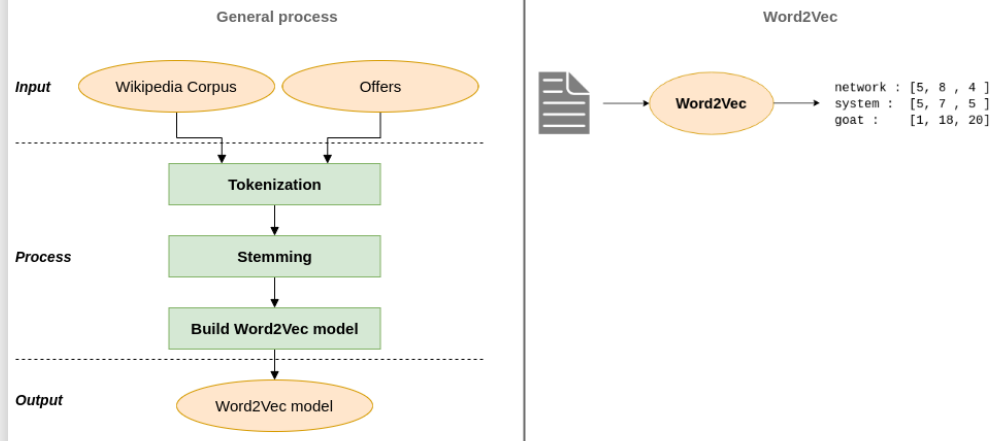 General process
Input
Wikipedia Corpus
Offers
Process
Tokenization
Stemming
Build Word2Vec model
Output
Word2Vec model
Word2Vec
Word2Vec
network : [5, 8 , 4 ]
system : [5, 7 , 5 ]
goat : [1, 18, 20]